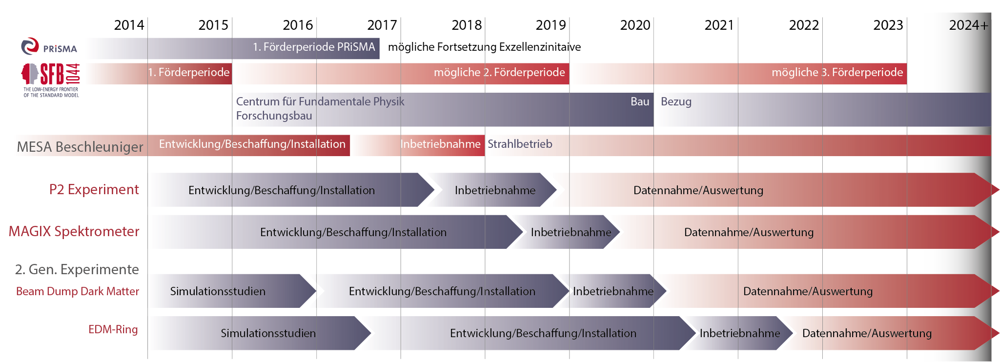 2014 2015 2016 2017 2018 2019 2020 2021 2022 2023 2024+
PRiSMA
1. Förderperiode PRiSMA
mögliche Fortsetzung Exzellenzinitaive
SFB 1044
THE LOW-ENERGY FRONTIER
OF THE STANDARD MODEL
1. Förderperiode
mögliche 2. Förderperiode
mögliche 3. Förderperiode
Centrum für Fundamentale Physik
Forschungsbau
Bau
Bezug
MESA Beschleuniger
Entwicklung/Beschaffung/Installation
Inbetriebnahme
Strahlbetrieb
P2 Experiment
Entwicklung/Beschaffung/Installation
Inbetriebnahme
Datennahme/Auswertung
MAGIX Spektrometer
Entwicklung/Beschaffung/Installation
Inbetriebnahme
Datennahme/Auswertung
2. Gen. Experimente
Beam Dump Dark Matter
Simulationsstudien
Entwicklung/Beschaffung/Installation
Inbetriebnahme
Datennahme/Auswertung
EDM-Ring
Simulationsstudien
Entwicklung/Beschaffung/Installation
Inbetriebnahme
Datennahme/Auswertung